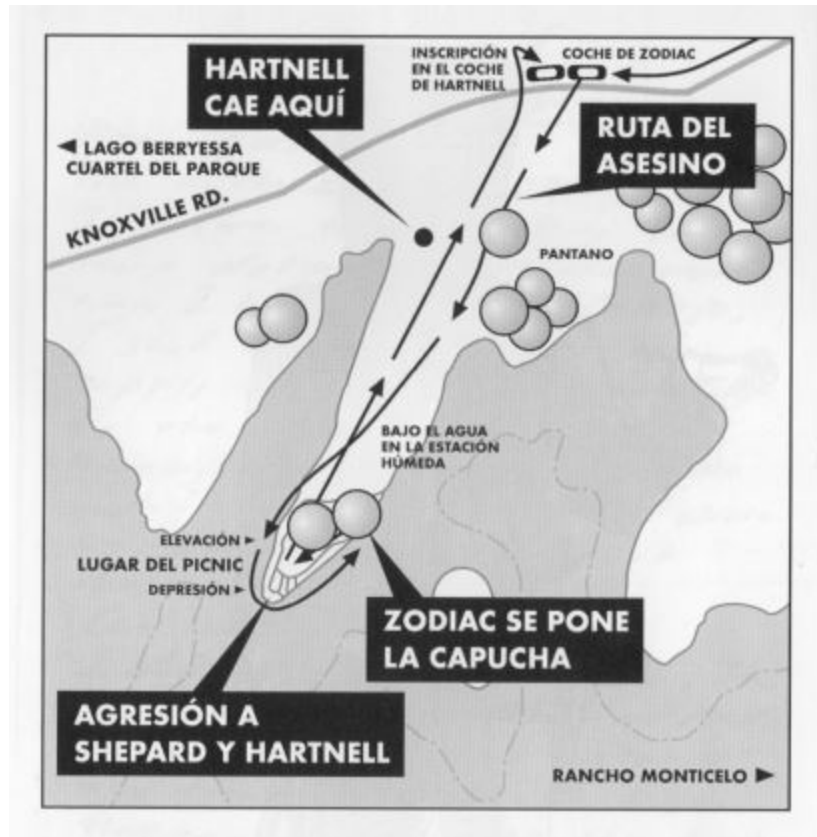 HARTNELL
CAE AQUÍ
INSCRIPCIÓN
EN EL COCHE
DE HARTNELL
COCHE DE ZODIAC
RUTA DEL
ASESINO
◄ LAGO BERRYESSA
CUARTEL DEL PARQUE
KNOXVILLE RD.
PANTANO
BAJO EL AGUA
EN LA ESTACIÓN
HÚMEDA
ELEVACIÓN ►
LUGAR DEL PICNIC
DEPRESIÓN ►
ZODIAC SE PONE
LA CAPUCHA
AGRESIÓN A
SHEPARD Y HARTNELL
RANCHO MONTICELO ►